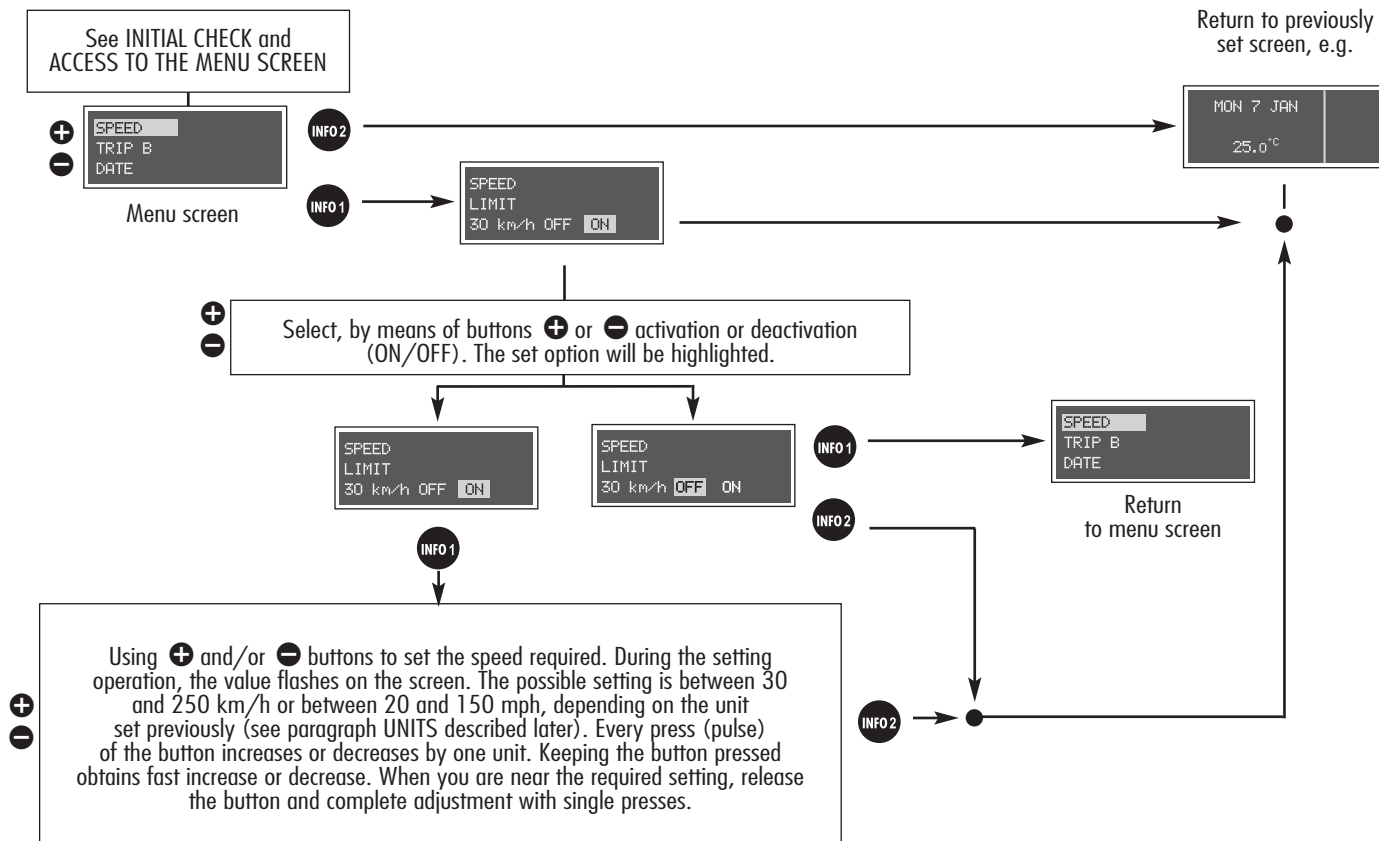 See INITIAL CHECK and
ACCESS TO THE MENU SCREEN
Return to previously
set screen, e.g.
SPEED
TRIP B
DATE
Menu screen
INFO 2
MON 7 JAN
25.0°C
INFO 1
SPEED
LIMIT
30 km/h OFF ON
Select, by means of buttons + or - activation or deactivation
(ON/OFF). The set option will be highlighted.
SPEED
LIMIT
30 km/h OFF ON
SPEED
LIMIT
30 km/h OFF ON
INFO 1
SPEED
TRIP B
DATE
Return
to menu screen
INFO 2
INFO 1
Using + and/or - buttons to set the speed required. During the setting
operation, the value flashes on the screen. The possible setting is between 30
and 250 km/h or between 20 and 150 mph, depending on the unit
set previously (see paragraph UNITS described later). Every press (pulse)
of the button increases or decreases by one unit. Keeping the button pressed
obtains fast increase or decrease. When you are near the required setting, release
the button and complete adjustment with single presses.
INFO 2